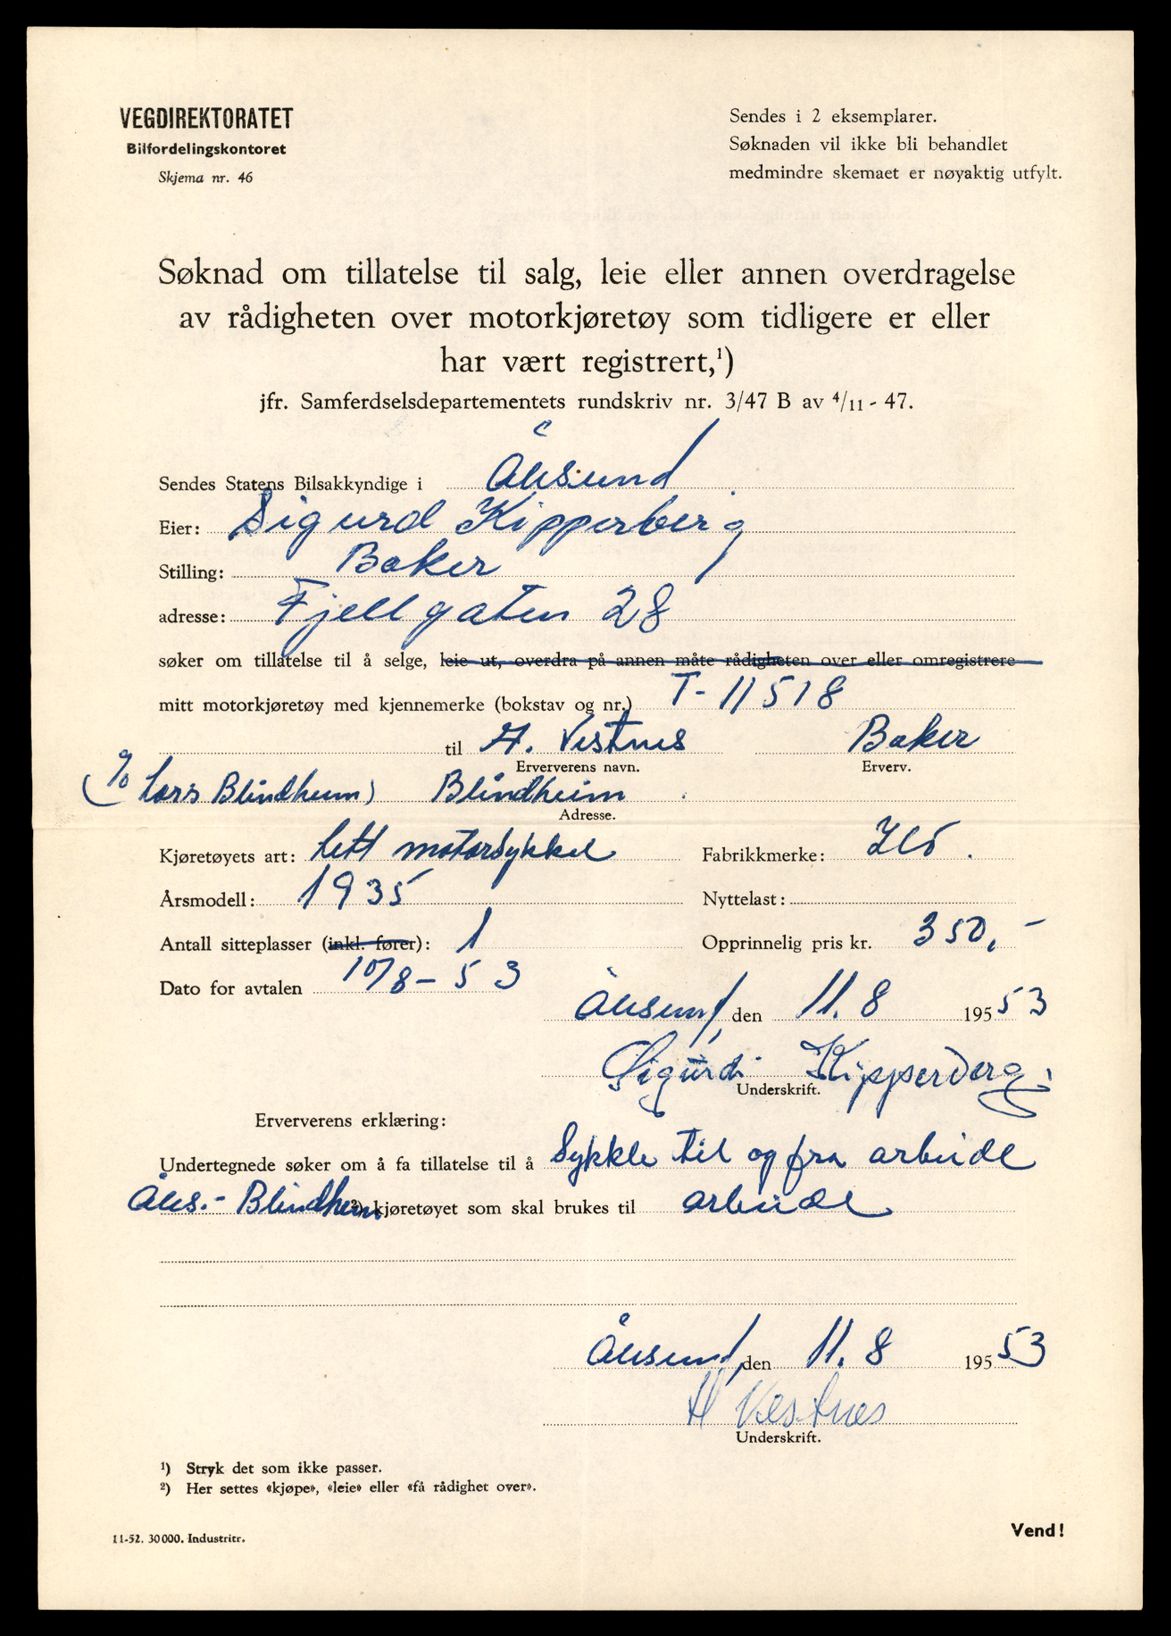 VEGDIREKTORATET
Bilfordelingskontoret
Skjema nr. 46
Sendes i 2 eksemplarer.
Søknaden vil ikke bli behandlet
medmindre skemaet er nøyaktig utfylt.
Søknad om tillatelse til salg, leie eller annen overdragelse
av rådigheten over motorkjøretøy som tidligere er eller
har vært registrert,¹)
jfr. Samferdselsdepartementets rundskriv nr. 3/47 B av 4/11 - 47.
Sendes Statens Bilsakkyndige i Ålesund.
Eier: Sigurd Kipperberg
Stilling: Baker
adresse: Fjellgaten 28
søker om tillatelse til å selge, leie ut, overdra på annen måte rådigheten over eller omregistrere
mitt motorkjøretøy med kjennemerke (bokstav og nr.) T-11518
til H. Vestnes Baker
Erververens navn. Erverv.
(c/o Lars Blindheim) Blindheim
Adresse.
Kjøretøyets art: lett motorsykkel Fabrikkmerke: Ilo.
Årsmodell: 1935 Nyttelast:
Antall sitteplasser (inkl. fører): 1 Opprinnelig pris kr. 350,-
Dato for avtalen 10/8-53
Ålesund, den 11.8 195 53
Sigurd Kipperberg.
Underskrift.
Erververens erklæring:
Undertegnede søker om å fa tillatelse til å Sykkle til og fra arbeide
Åles.- Blindheim ²) kjøretøyet som skal brukes til arbeide
Ålesund, den 11.8 195 53
H Vestnes
Underskrift.
¹) Stryk det som ikke passer.
²) Her settes «kjøpe», «leie» eller «få rådighet over».
11-52. 30000. Industritr.
Vend!